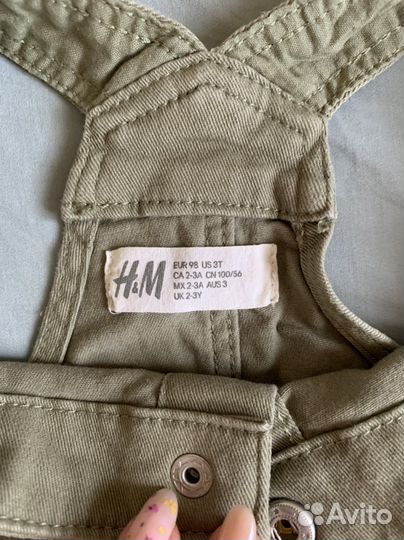 H&M
EUR 98 US 3T
CA 2-3A CN 100/56
MX 2-3A AUS 3
UK 2-3Y
Avito